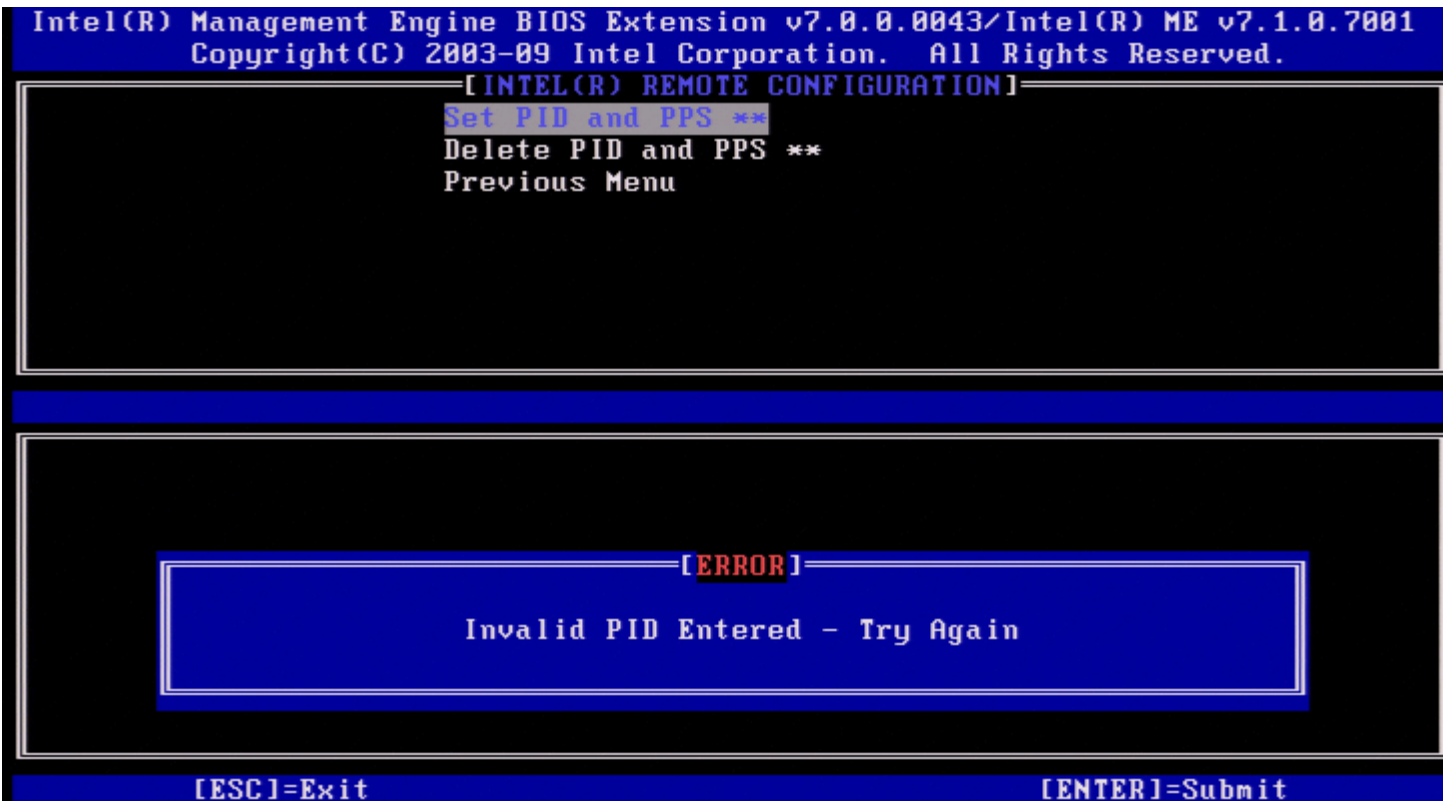 Intel(R) Management Engine BIOS Extension v7.0.0.0043/Intel(R) ME v7.1.0.7001
Copyright(C) 2003-09 Intel Corporation. All Rights Reserved.
[INTEL(R) REMOTE CONFIGURATION]
Set PID and PPS **
Delete PID and PPS **
Previous Menu
[ERROR]
Invalid PID Entered - Try Again
[ESC]=Exit [ENTER]=Submit